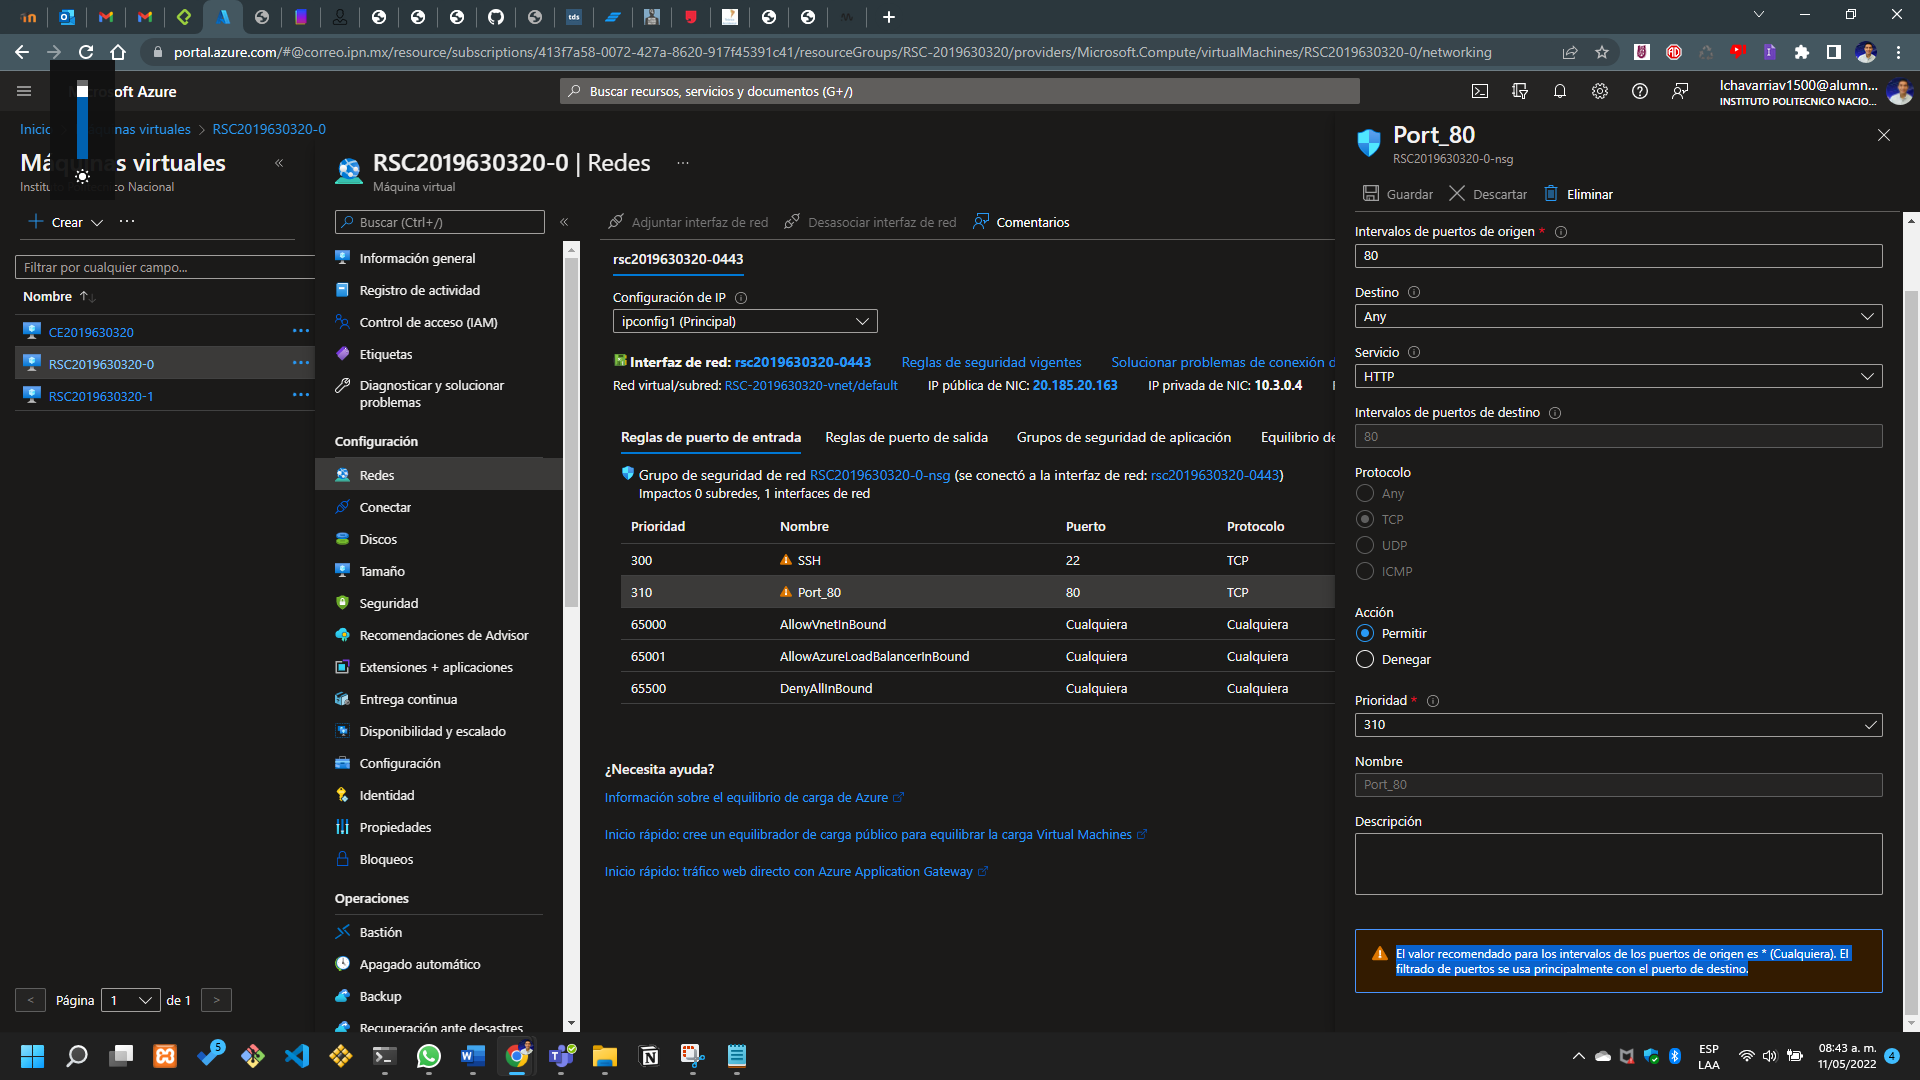 portal.azure.com/#@correo.ipn.mx/resource/subscriptions/413f7a58-0072-427a-8620-917f45391c41/resourceGroups/RSC-2019630320/providers/Microsoft.Compute/virtualMachines/RSC2019630320-0/networking
oft Azure
Buscar recursos, servicios y documentos (G+/)
lchavarriav1500@alumn...
INSTITUTO POLITECNICO NACIO...
Inicio
nas virtuales > RSC2019630320-0
Máquinas virtuales
Instituto Politécnico Nacional
Crear
Filtrar por cualquier campo...
Nombre
CE2019630320
RSC2019630320-0
RSC2019630320-1
< Página 1 de 1 >
RSC2019630320-0 | Redes
Máquina virtual
Buscar (Ctrl+/)
Información general
Registro de actividad
Control de acceso (IAM)
Etiquetas
Diagnosticar y solucionar
problemas
Configuración
Redes
Conectar
Discos
Tamaño
Seguridad
Recomendaciones de Advisor
Extensiones + aplicaciones
Entrega continua
Disponibilidad y escalado
Configuración
Identidad
Propiedades
Bloqueos
Operaciones
Bastión
Apagado automático
Backup
Recuperación ante desastres
Adjuntar interfaz de red
Desasociar interfaz de red
Comentarios
rsc2019630320-0443
Configuración de IP
ipconfig1 (Principal)
Interfaz de red: rsc2019630320-0443 Reglas de seguridad vigentes Solucionar problemas de conexión d
Red virtual/subred: RSC-2019630320-vnet/default IP pública de NIC: 20.185.20.163 IP privada de NIC: 10.3.0.4
Reglas de puerto de entrada Reglas de puerto de salida Grupos de seguridad de aplicación Equilibrio de
Grupo de seguridad de red RSC2019630320-0-nsg (se conectó a la interfaz de red: rsc2019630320-0443)
Impactos 0 subredes, 1 interfaces de red
Prioridad Nombre Puerto Protocolo
300 SSH 22 TCP
310 Port_80 80 TCP
65000 AllowVnetInBound Cualquiera Cualquiera
65001 AllowAzureLoadBalancerInBound Cualquiera Cualquiera
65500 DenyAllInBound Cualquiera Cualquiera
¿Necesita ayuda?
Información sobre el equilibrio de carga de Azure
Inicio rápido: cree un equilibrador de carga público para equilibrar la carga Virtual Machines
Inicio rápido: tráfico web directo con Azure Application Gateway
Port_80
RSC2019630320-0-nsg
Guardar Descartar Eliminar
Intervalos de puertos de origen *
80
Destino
Any
Servicio
HTTP
Intervalos de puertos de destino
80
Protocolo
Any
TCP
UDP
ICMP
Acción
Permitir
Denegar
Prioridad *
310
Nombre
Port_80
Descripción
El valor recomendado para los intervalos de los puertos de origen es * (Cualquiera). El
filtrado de puertos se usa principalmente con el puerto de destino.
5
ESP
LAA
08:43 a. m.
11/05/2022
4